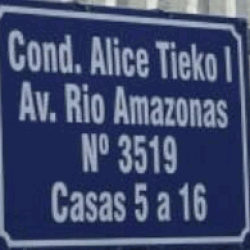 Cond. Alice Tieko I
Av. Rio Amazonas
Nº 3519
Casas 5 a 16